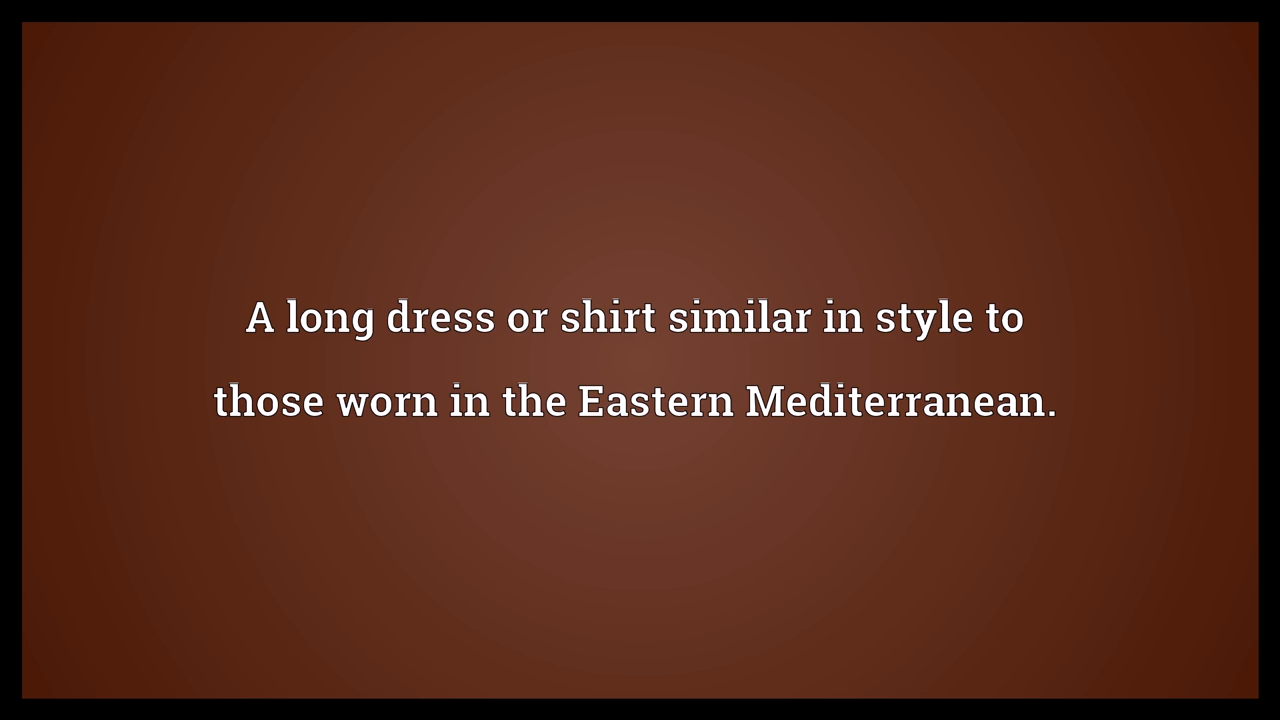 A long dress or shirt similar in style to
those worn in the Eastern Mediterranean.